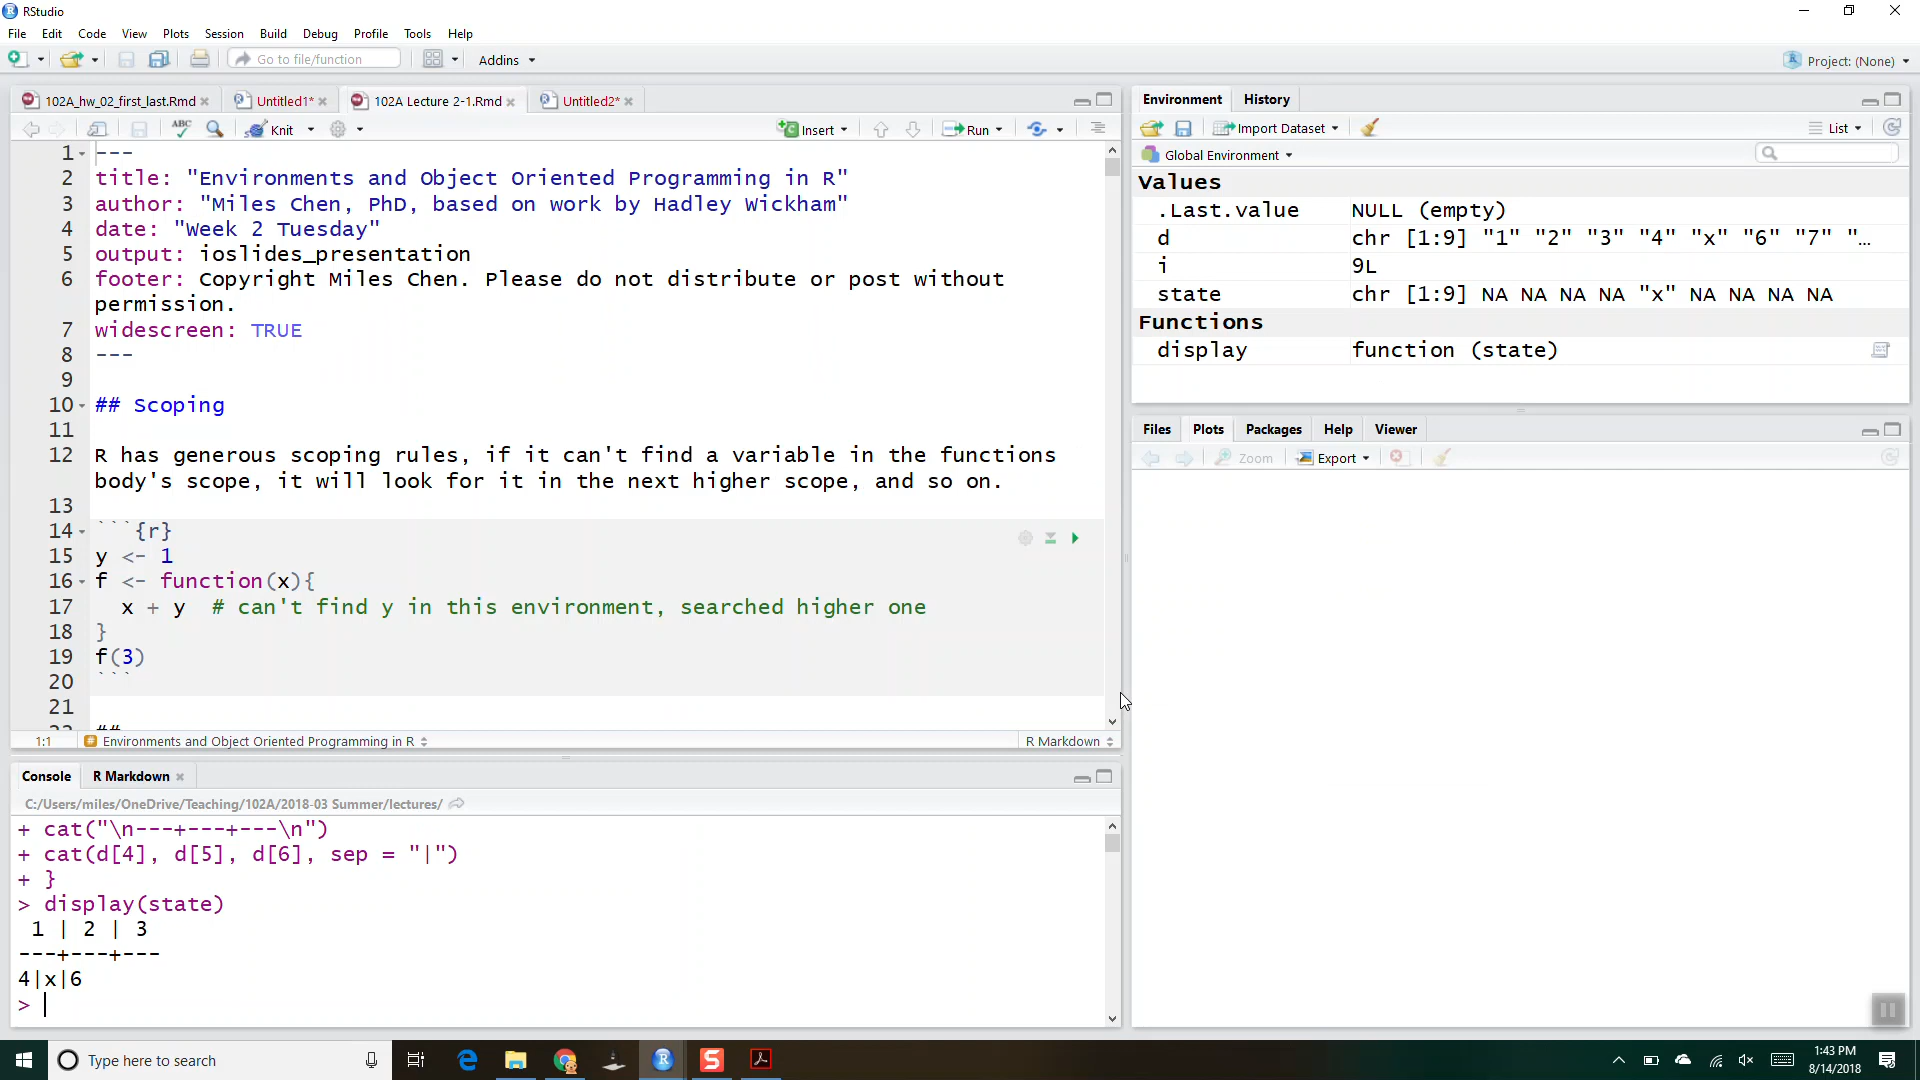 RStudio
File Edit Code View Plots Session Build Debug Profile Tools Help
Go to file/function Addins Project: (None)
102A_hw_02_first_last.Rmd Untitled1* 102A Lecture 2-1.Rmd Untitled2*
ABC Knit Insert Run
1 ---
2 title: "Environments and Object Oriented Programming in R"
3 author: "Miles Chen, PhD, based on work by Hadley Wickham"
4 date: "Week 2 Tuesday"
5 output: ioslides_presentation
6 footer: Copyright Miles Chen. Please do not distribute or post without
permission.
7 widescreen: TRUE
8 ---
9
10 ## Scoping
11
12 R has generous scoping rules, if it can't find a variable in the functions
body's scope, it will look for it in the next higher scope, and so on.
13
14 ```{r}
15 y <- 1
16 f <- function(x){
17 x + y # can't find y in this environment, searched higher one
18 }
19 f(3)
20 ```
21
22 ##
1:1 Environments and Object Oriented Programming in R R Markdown
Console R Markdown
C:/Users/miles/OneDrive/Teaching/102A/2018-03 Summer/lectures/
+ cat("\n---+---+---\n")
+ cat(d[4], d[5], d[6], sep = "|")
+ }
> display(state)
1 | 2 | 3
---+---+---
4|x|6
>
Environment History
Import Dataset List
Global Environment
Values
.Last.value NULL (empty)
d chr [1:9] "1" "2" "3" "4" "x" "6" "7" "…
i 9L
state chr [1:9] NA NA NA NA "x" NA NA NA NA
Functions
display function (state)
Files Plots Packages Help Viewer
Zoom Export
Type here to search
1:43 PM
8/14/2018